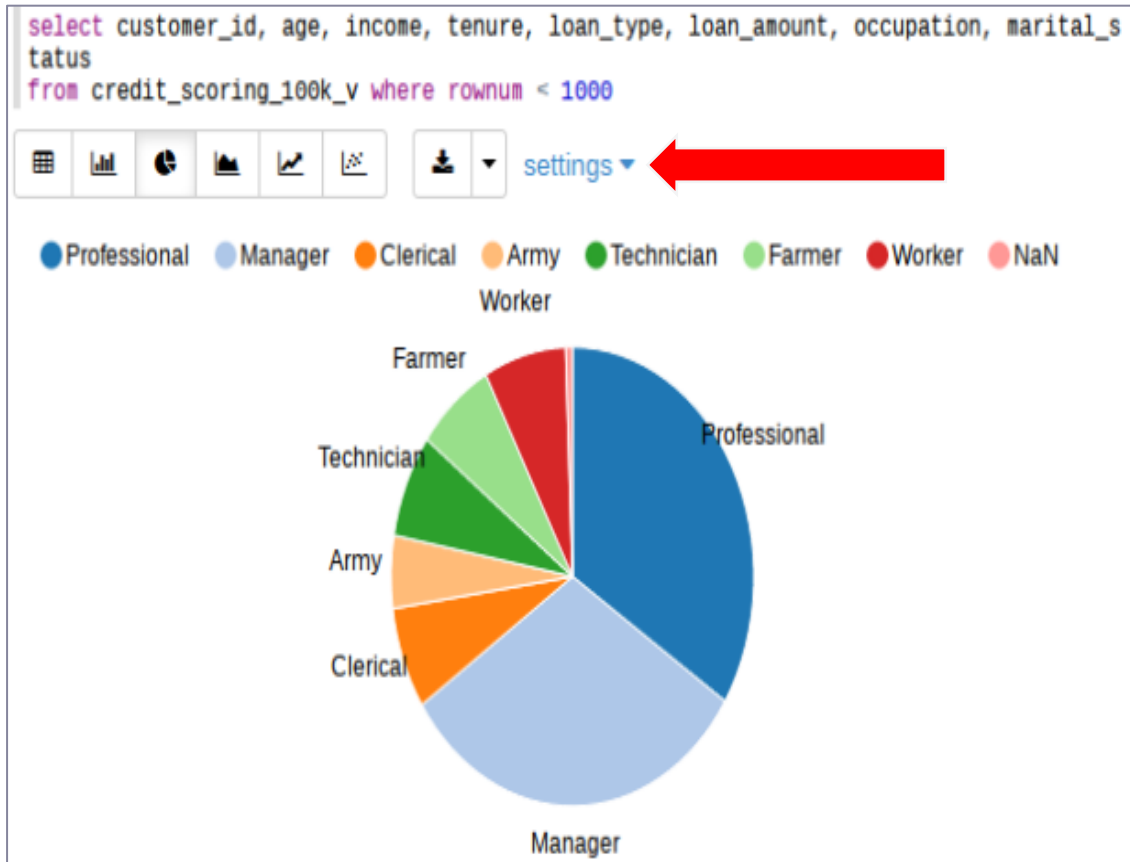 select customer_id, age, income, tenure, loan_type, loan_amount, occupation, marital_s
tatus
from credit_scoring_100k_v where rownum < 1000
settings
Professional Manager Clerical Army Technician Farmer Worker NaN
Worker
Farmer
Professional
Technician
Army
Clerical
Manager